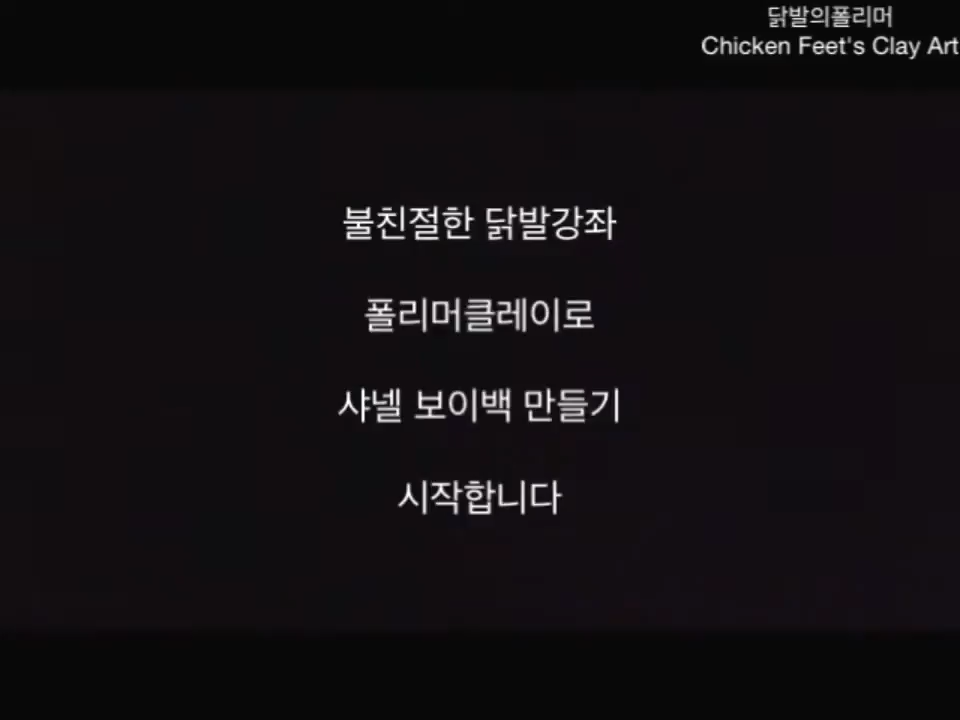 닭발의폴리머
Chicken Feet's Clay Art
불친절한 닭발강좌
폴리머클레이로
샤넬 보이백 만들기
시작합니다